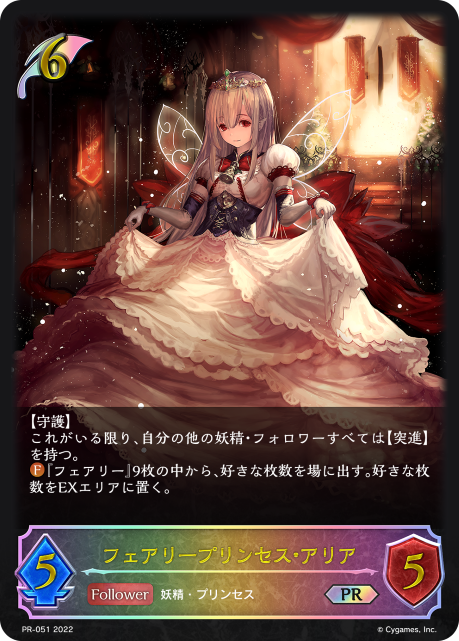 6
【守護】
これがいる限り、自分の他の妖精・フォロワーすべては【突進】
を持つ。
F『フェアリー』9枚の中から、好きな枚数を場に出す。好きな枚
数をEXエリアに置く。
フェアリープリンセス・アリア
5
5
Follower 妖精・プリンセス
PR
PR-051 2022
© Cygames, Inc.